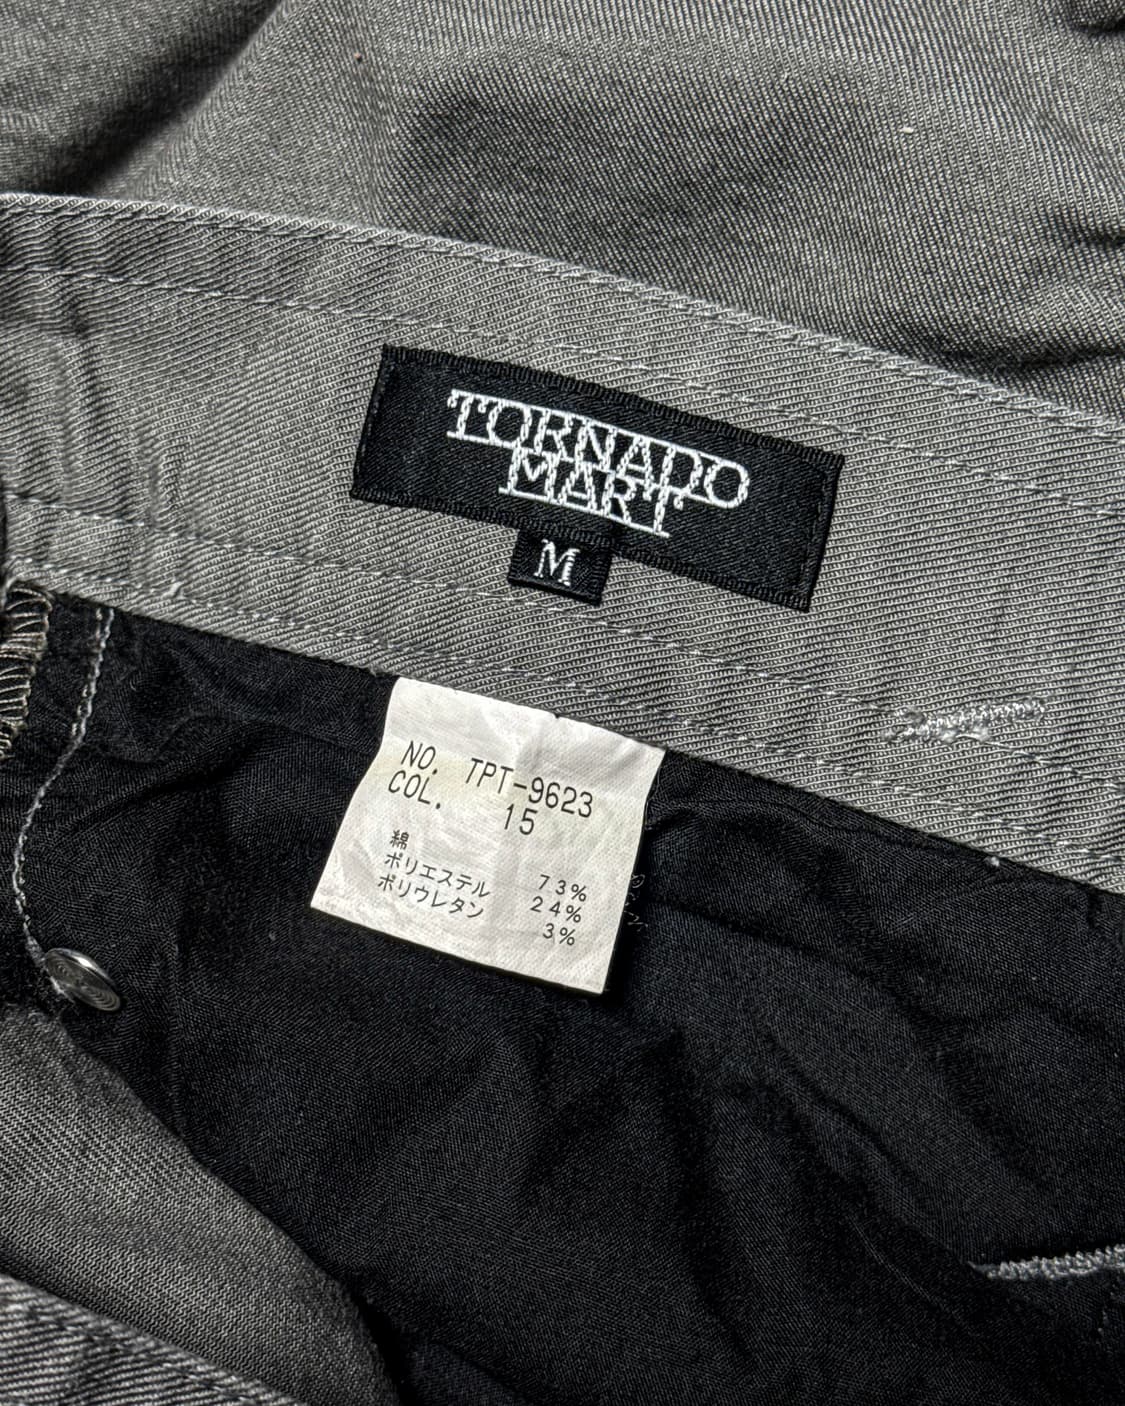 TORNADO
MART
M
NO. TPT-9623
COL. 15
綿 73%
ポリエステル 24%
ポリウレタン 3%